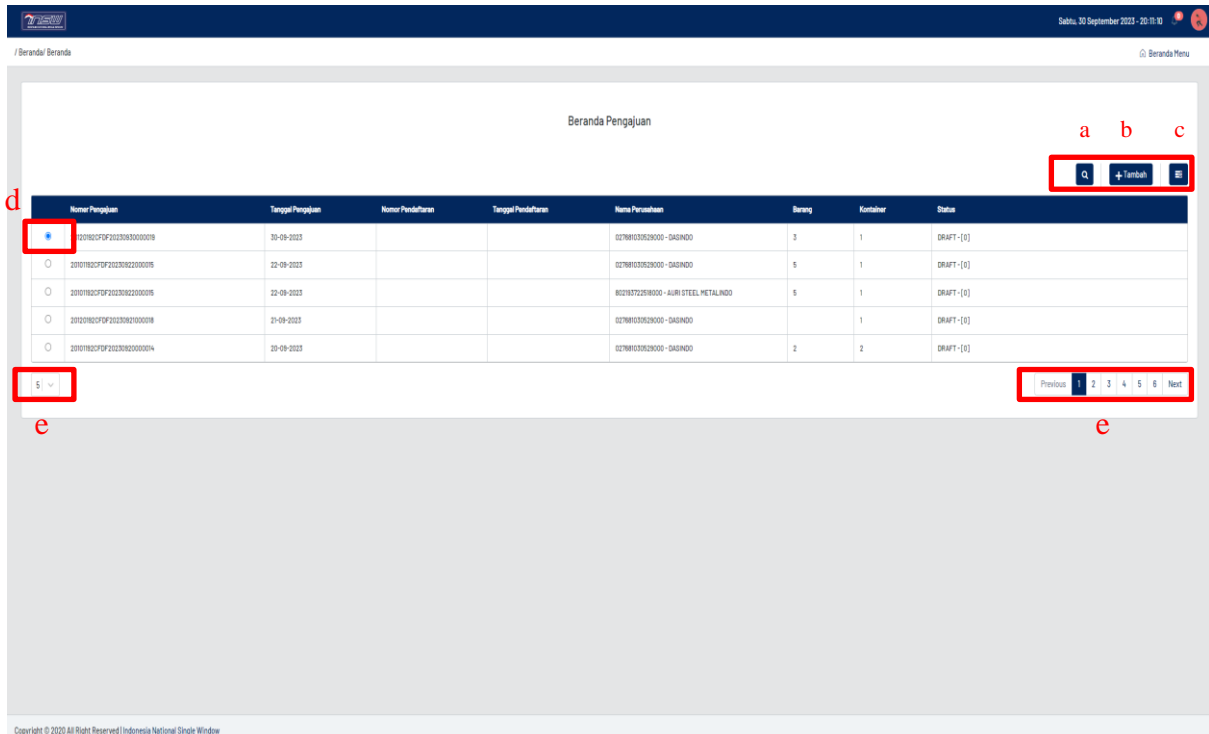 insw
Sabtu, 30 September 2023 - 20:11:10
/ Beranda/ Beranda
Beranda Menu
Beranda Pengajuan
a b c
+ Tambah
d
Nomor Pengajuan Tanggal Pengajuan Nomor Pendaftaran Tanggal Pendaftaran Nama Perusahaan Barang Kontainer Status
20120192CFDF20230930000019 30-09-2023 027681030529000 - DASINDO 3 1 DRAFT - [0]
20101192CFDF20230922000015 22-09-2023 027681030529000 - DASINDO 5 1 DRAFT - [0]
20101192CFDF20230922000015 22-09-2023 802193722518000 - AURI STEEL METALINDO 5 1 DRAFT - [0]
20120192CFDF20230921000018 21-09-2023 027681030529000 - DASINDO 1 DRAFT - [0]
20101192CFDF20230920000014 20-09-2023 027681030529000 - DASINDO 2 2 DRAFT - [0]
5 Previous 1 2 3 4 5 6 Next
e e
Copyright © 2020 All Right Reserved | Indonesia National Single Window